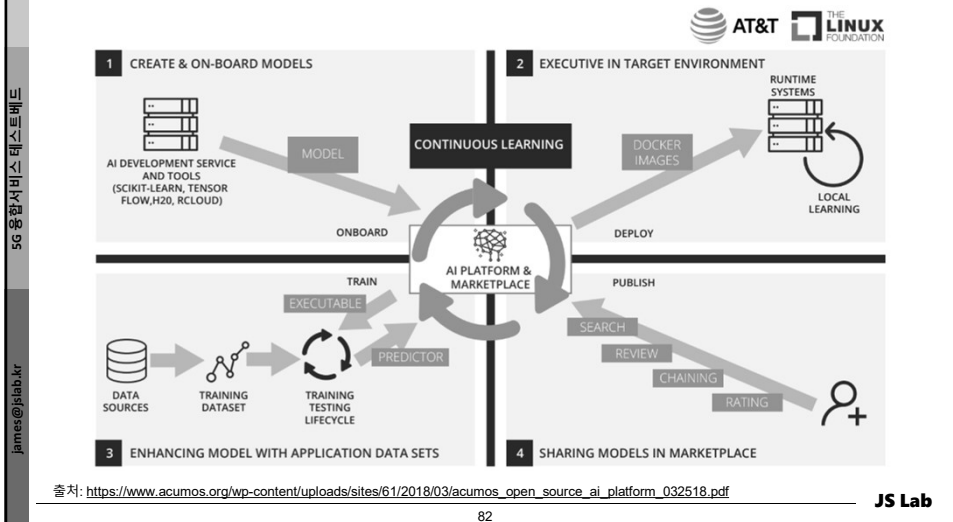 AT&T
THE
LINUX
FOUNDATION
5G 융합서비스 테스트베드
james@jslab.kr
1 CREATE & ON-BOARD MODELS
AI DEVELOPMENT SERVICE
AND TOOLS
(SCIKIT-LEARN, TENSOR
FLOW,H20, RCLOUD)
MODEL
ONBOARD
CONTINUOUS LEARNING
2 EXECUTIVE IN TARGET ENVIRONMENT
RUNTIME
SYSTEMS
DOCKER
IMAGES
LOCAL
LEARNING
DEPLOY
AI PLATFORM &
MARKETPLACE
TRAIN
EXECUTABLE
PREDICTOR
DATA
SOURCES
TRAINING
DATASET
TRAINING
TESTING
LIFECYCLE
3 ENHANCING MODEL WITH APPLICATION DATA SETS
PUBLISH
SEARCH
REVIEW
CHAINING
RATING
4 SHARING MODELS IN MARKETPLACE
출처: https://www.acumos.org/wp-content/uploads/sites/61/2018/03/acumos_open_source_ai_platform_032518.pdf
JS Lab
82